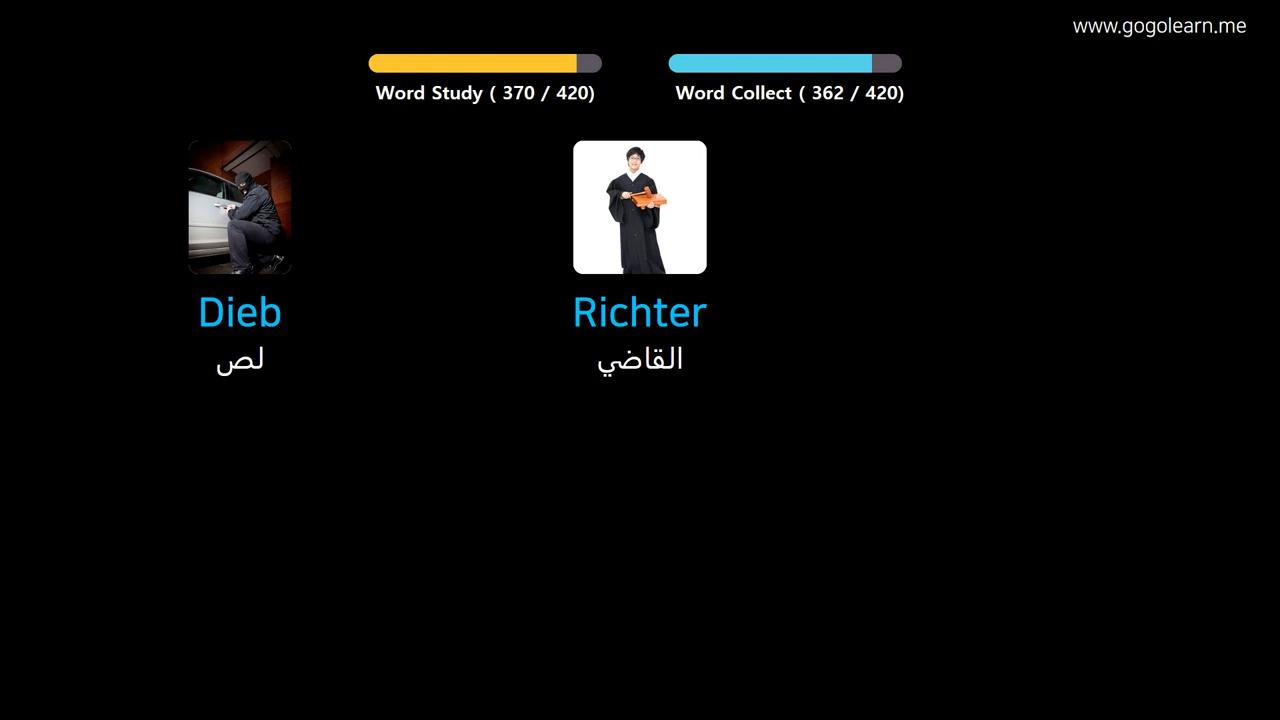 www.gogolearn.me
Word Study ( 370 / 420)
Word Collect ( 362 / 420)
Dieb
لص
Richter
القاضي